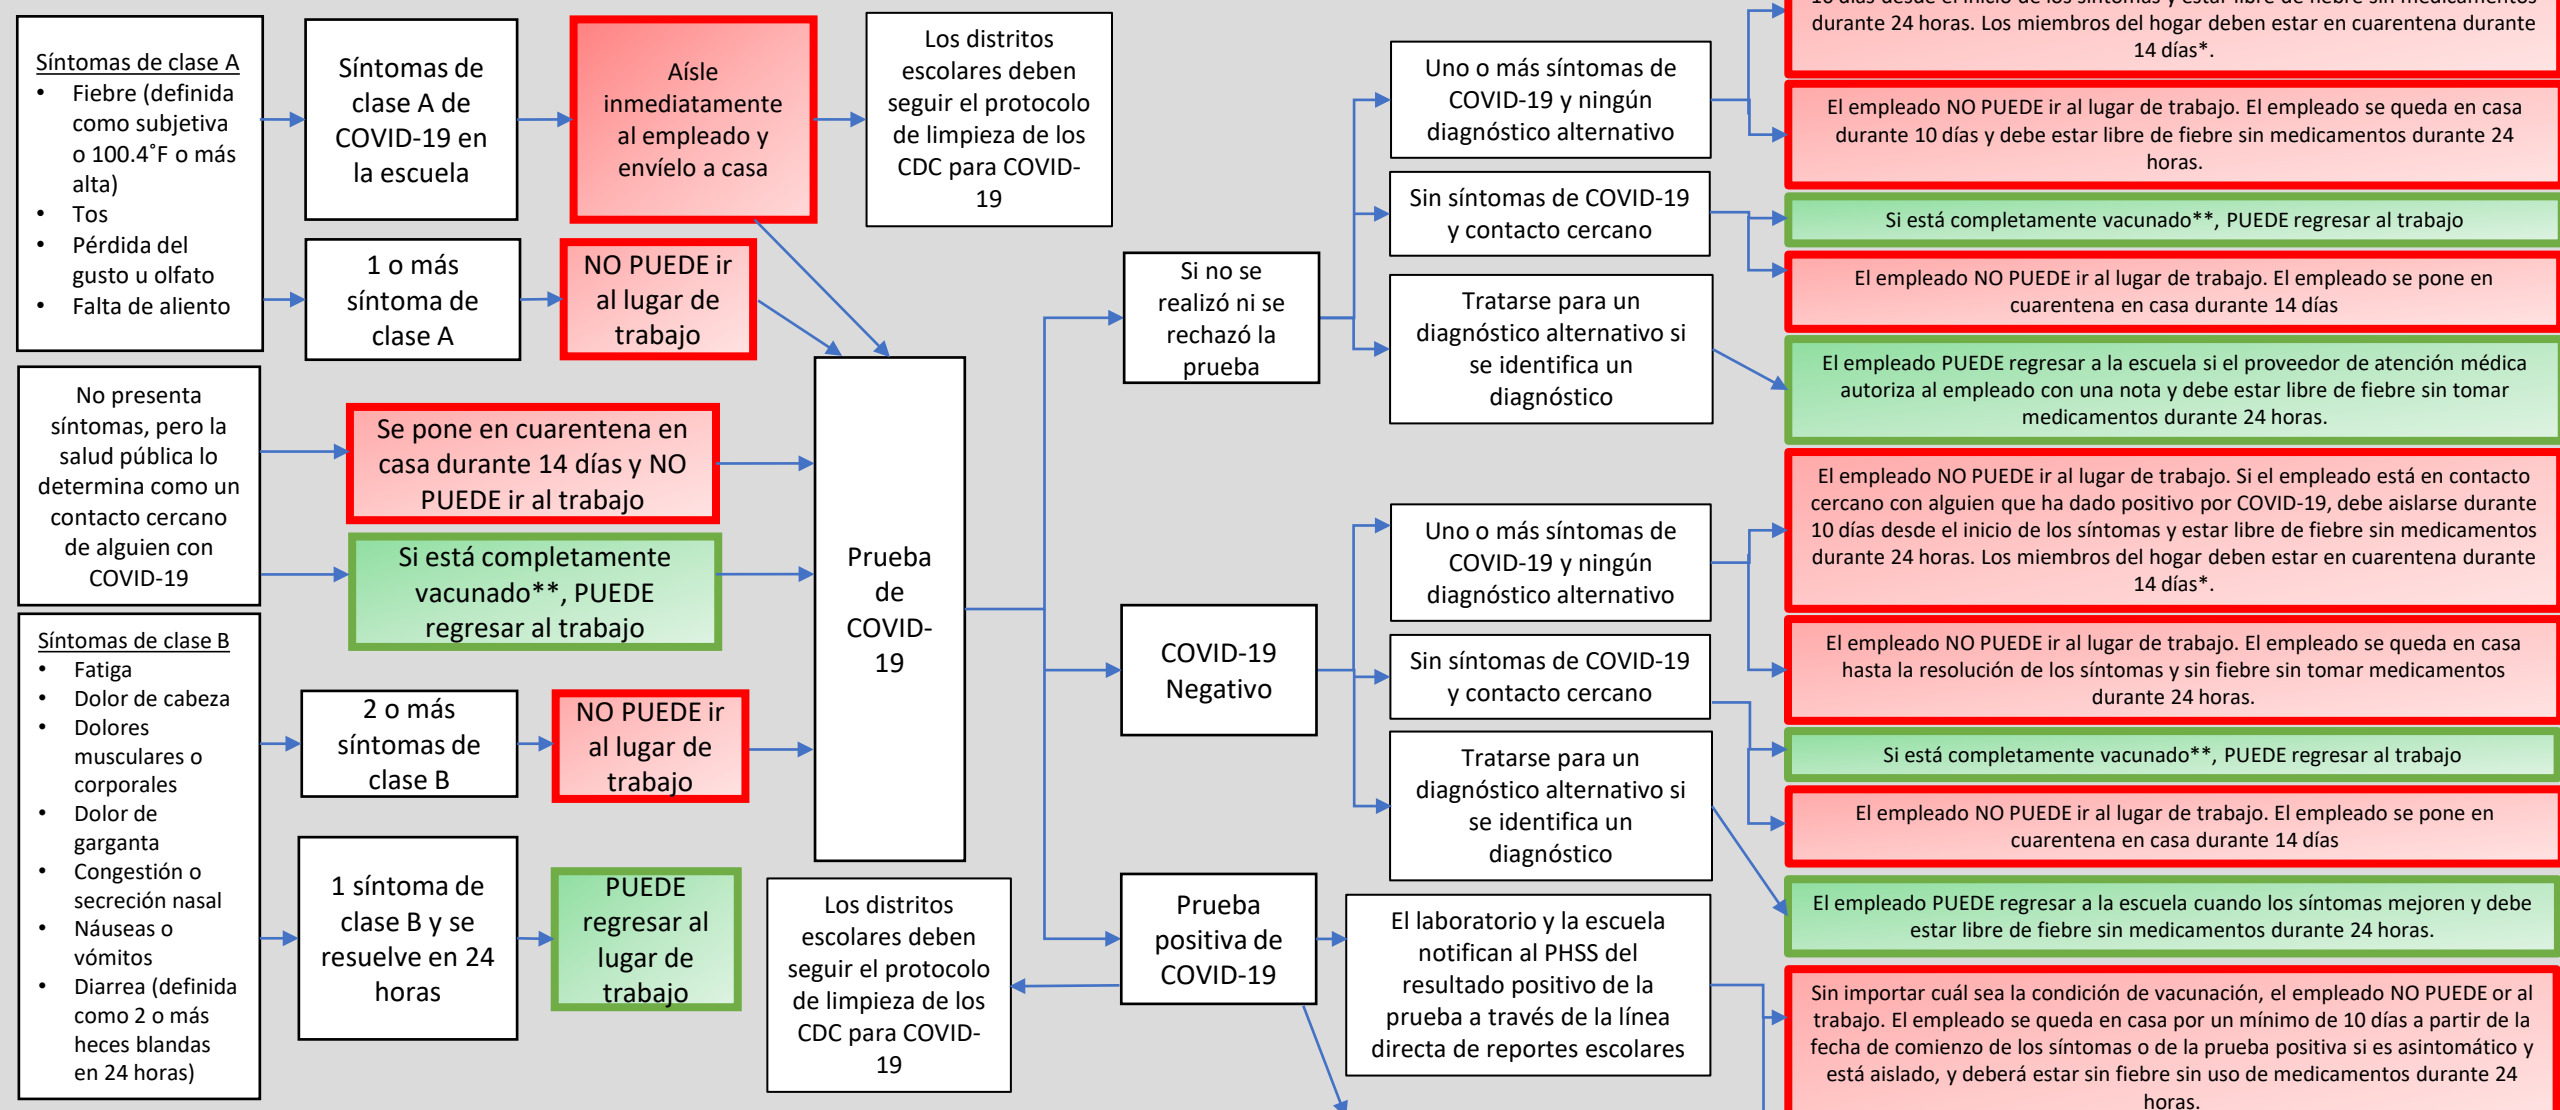 Síntomas de clase A
• Fiebre (definida
como subjetiva
o 100.4˚F o más
alta)
• Tos
• Pérdida del
gusto u olfato
• Falta de aliento
Síntomas de
clase A de
COVID-19 en
la escuela
Aísle
inmediatamente
al empleado y
envíelo a casa
Los distritos
escolares deben
seguir el protocolo
de limpieza de los
CDC para COVID-
19
1 o más
síntoma de
clase A
NO PUEDE ir
al lugar de
trabajo
No presenta
síntomas, pero la
salud pública lo
determina como un
contacto cercano
de alguien con
COVID-19
Se pone en cuarentena en
casa durante 14 días y NO
PUEDE ir al trabajo
Si está completamente
vacunado**, PUEDE
regresar al trabajo
Síntomas de clase B
• Fatiga
• Dolor de cabeza
• Dolores
musculares o
corporales
• Dolor de
garganta
• Congestión o
secreción nasal
• Náuseas o
vómitos
• Diarrea (definida
como 2 o más
heces blandas
en 24 horas)
2 o más
síntomas de
clase B
NO PUEDE ir
al lugar de
trabajo
1 síntoma de
clase B y se
resuelve en 24
horas
PUEDE
regresar al
lugar de
trabajo
Prueba
de
COVID-
19
Los distritos
escolares deben
seguir el protocolo
de limpieza de los
CDC para COVID-
19
Si no se
realizó ni se
rechazó la
prueba
Uno o más síntomas de
COVID-19 y ningún
diagnóstico alternativo
Sin síntomas de COVID-19
y contacto cercano
Tratarse para un
diagnóstico alternativo si
se identifica un
diagnóstico
10 días desde el inicio de los síntomas y estar libre de fiebre sin medicamentos
durante 24 horas. Los miembros del hogar deben estar en cuarentena durante
14 días*.
El empleado NO PUEDE ir al lugar de trabajo. El empleado se queda en casa
durante 10 días y debe estar libre de fiebre sin medicamentos durante 24
horas.
Si está completamente vacunado**, PUEDE regresar al trabajo
El empleado NO PUEDE ir al lugar de trabajo. El empleado se pone en
cuarentena en casa durante 14 días
El empleado PUEDE regresar a la escuela si el proveedor de atención médica
autoriza al empleado con una nota y debe estar libre de fiebre sin tomar
medicamentos durante 24 horas.
COVID-19
Negativo
Uno o más síntomas de
COVID-19 y ningún
diagnóstico alternativo
Sin síntomas de COVID-19
y contacto cercano
Tratarse para un
diagnóstico alternativo si
se identifica un
diagnóstico
El empleado NO PUEDE ir al lugar de trabajo. Si el empleado está en contacto
cercano con alguien que ha dado positivo por COVID-19, debe aislarse durante
10 días desde el inicio de los síntomas y estar libre de fiebre sin medicamentos
durante 24 horas. Los miembros del hogar deben estar en cuarentena durante
14 días*.
El empleado NO PUEDE ir al lugar de trabajo. El empleado se queda en casa
hasta la resolución de los síntomas y sin fiebre sin tomar medicamentos
durante 24 horas.
Si está completamente vacunado**, PUEDE regresar al trabajo
El empleado NO PUEDE ir al lugar de trabajo. El empleado se pone en
cuarentena en casa durante 14 días
El empleado PUEDE regresar a la escuela cuando los síntomas mejoren y debe
estar libre de fiebre sin medicamentos durante 24 horas.
Prueba
positiva de
COVID-19
El laboratorio y la escuela
notifican al PHSS del
resultado positivo de la
prueba a través de la línea
directa de reportes escolares
Sin importar cuál sea la condición de vacunación, el empleado NO PUEDE or al
trabajo. El empleado se queda en casa por un mínimo de 10 días a partir de la
fecha de comienzo de los síntomas o de la prueba positiva si es asintomático y
está aislado, y deberá estar sin fiebre sin uso de medicamentos durante 24
horas.